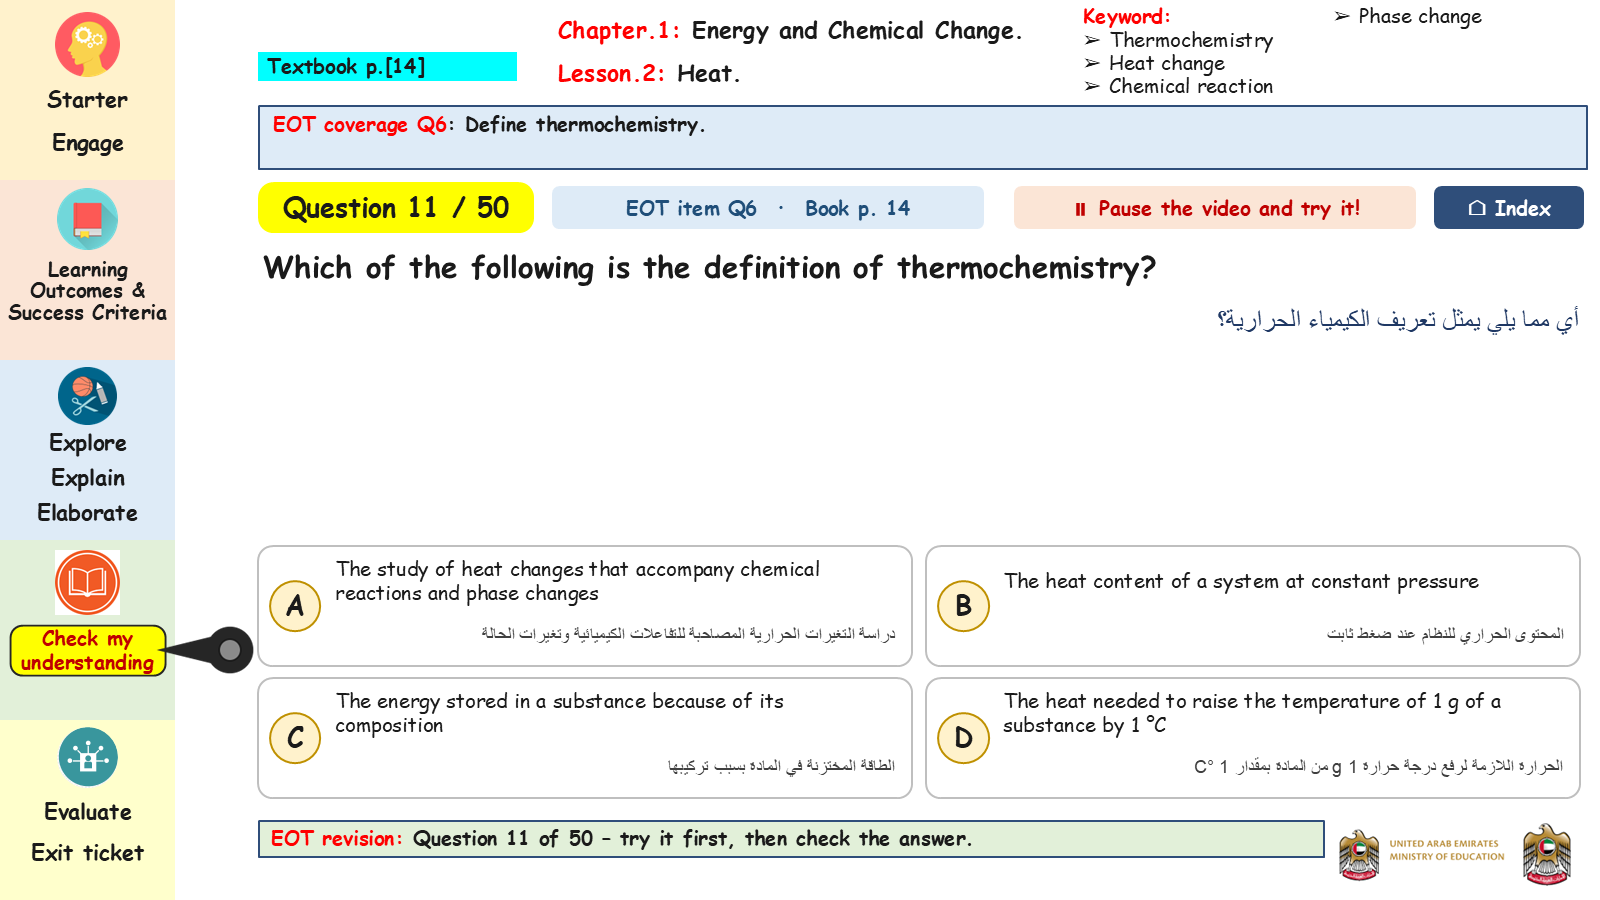 Starter
Engage
Learning
Outcomes &
Success Criteria
Explore
Explain
Elaborate
Check my
understanding
Evaluate
Exit ticket
Textbook p.[14]
Chapter.1: Energy and Chemical Change.
Lesson.2: Heat.
Keyword:
➢ Thermochemistry
➢ Heat change
➢ Chemical reaction
➢ Phase change
EOT coverage Q6: Define thermochemistry.
Question 11 / 50
EOT item Q6 · Book p. 14
⏸ Pause the video and try it!
Index
Which of the following is the definition of thermochemistry?
أي مما يلي يمثل تعريف الكيمياء الحرارية؟
A
The study of heat changes that accompany chemical
reactions and phase changes
دراسة التغيرات الحرارية المصاحبة للتفاعلات الكيميائية وتغيرات الحالة
B
The heat content of a system at constant pressure
المحتوى الحراري للنظام عند ضغط ثابت
C
The energy stored in a substance because of its
composition
الطاقة المختزنة في المادة بسبب تركيبها
D
The heat needed to raise the temperature of 1 g of a
substance by 1 °C
الحرارة اللازمة لرفع درجة حرارة 1 g من المادة بمقدار 1 °C
EOT revision: Question 11 of 50 – try it first, then check the answer.
UNITED ARAB EMIRATES
MINISTRY OF EDUCATION